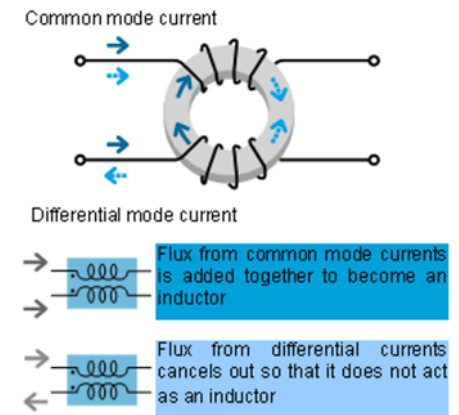 Common mode current
Differential mode current
Flux from common mode currents
is added together to become an
inductor
Flux from differential currents
cancels out so that it does not act
as an inductor